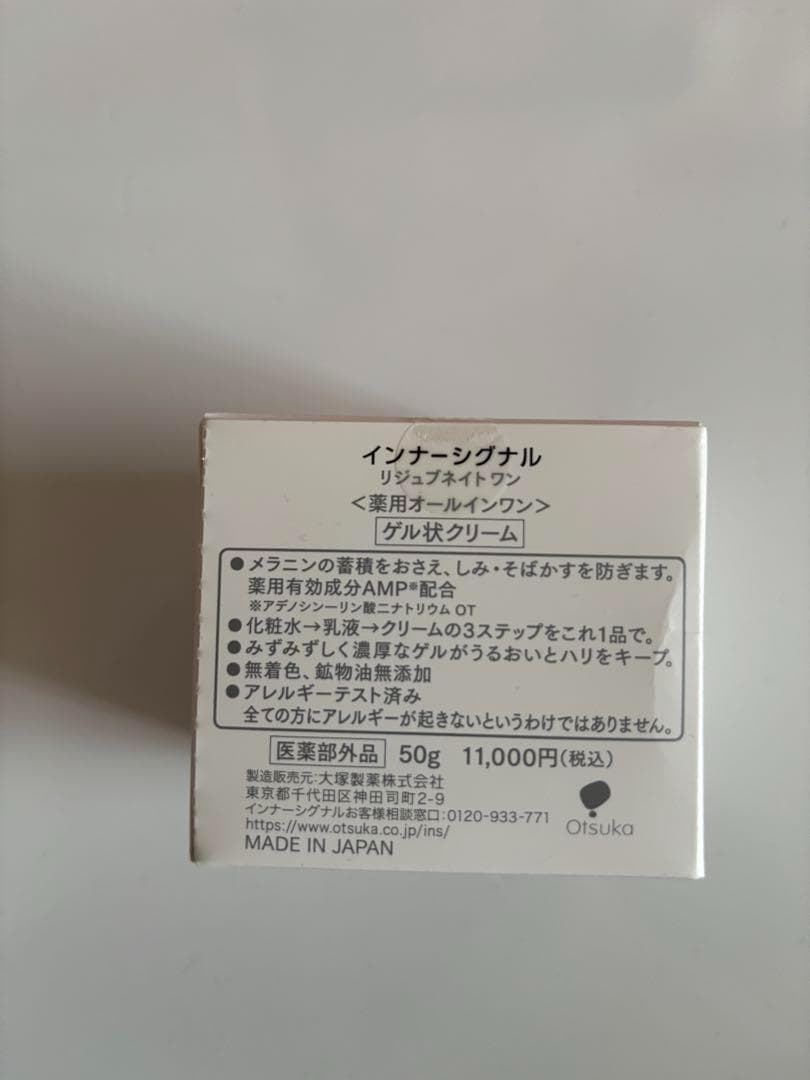 インナーシグナル
リジュブネイトワン
＜薬用オールインワン＞
ゲル状クリーム
●メラニンの蓄積をおさえ、しみ・そばかすを防ぎます。
薬用有効成分AMP※配合
※アデノシン一リン酸二ナトリウム OT
●化粧水→乳液→クリームの3ステップをこれ1品で。
●みずみずしく濃厚なゲルがうるおいとハリをキープ。
●無着色、鉱物油無添加
●アレルギーテスト済み
全ての方にアレルギーが起きないというわけではありません。
医薬部外品 50g 11,000円(税込)
製造販売元:大塚製薬株式会社
東京都千代田区神田司町2-9
インナーシグナルお客様相談窓口:0120-933-771
https://www.otsuka.co.jp/ins/
MADE IN JAPAN
Otsuka